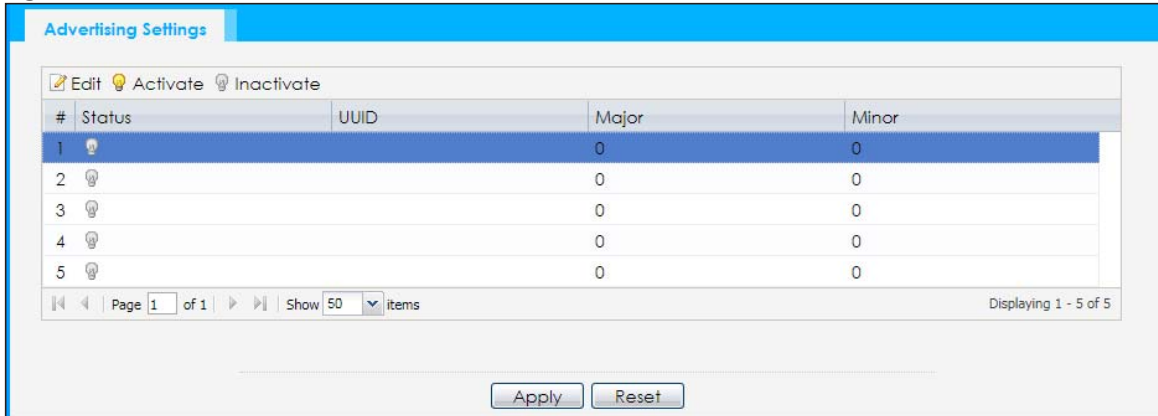 Advertising Settings
Edit Activate Inactivate
# Status UUID Major Minor
1 0 0
2 0 0
3 0 0
4 0 0
5 0 0
Page 1 of 1 Show 50 items Displaying 1 - 5 of 5
Apply Reset